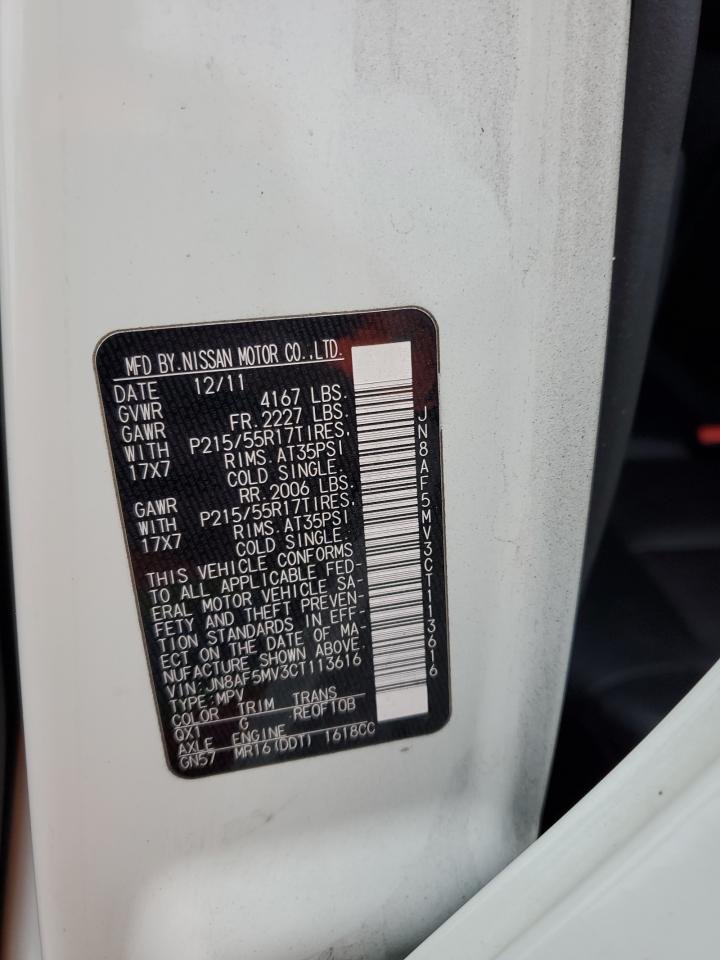 MFD BY.NISSAN MOTOR CO.,LTD.
DATE 12/11
GVWR 4167 LBS.
GAWR FR. 2227 LBS.
WITH P215/55R17TIRES,
17X7 RIMS. AT35PSI
COLD SINGLE.
GAWR RR. 2006 LBS.
WITH P215/55R17TIRES,
17X7 RIMS. AT35PSI
COLD SINGLE.
THIS VEHICLE CONFORMS
TO ALL APPLICABLE FED-
ERAL MOTOR VEHICLE SA-
FETY AND THEFT PREVEN-
TION STANDARDS IN EFF-
ECT ON THE DATE OF MA-
NUFACTURE SHOWN ABOVE.
VIN:JN8AF5MV3CT113616
TYPE:MPV
COLOR TRIM TRANS
QX1 G RE0F10B
AXLE ENGINE
GN57 MR16(DDT) 1618CC
JN8AF5MV3CT113616